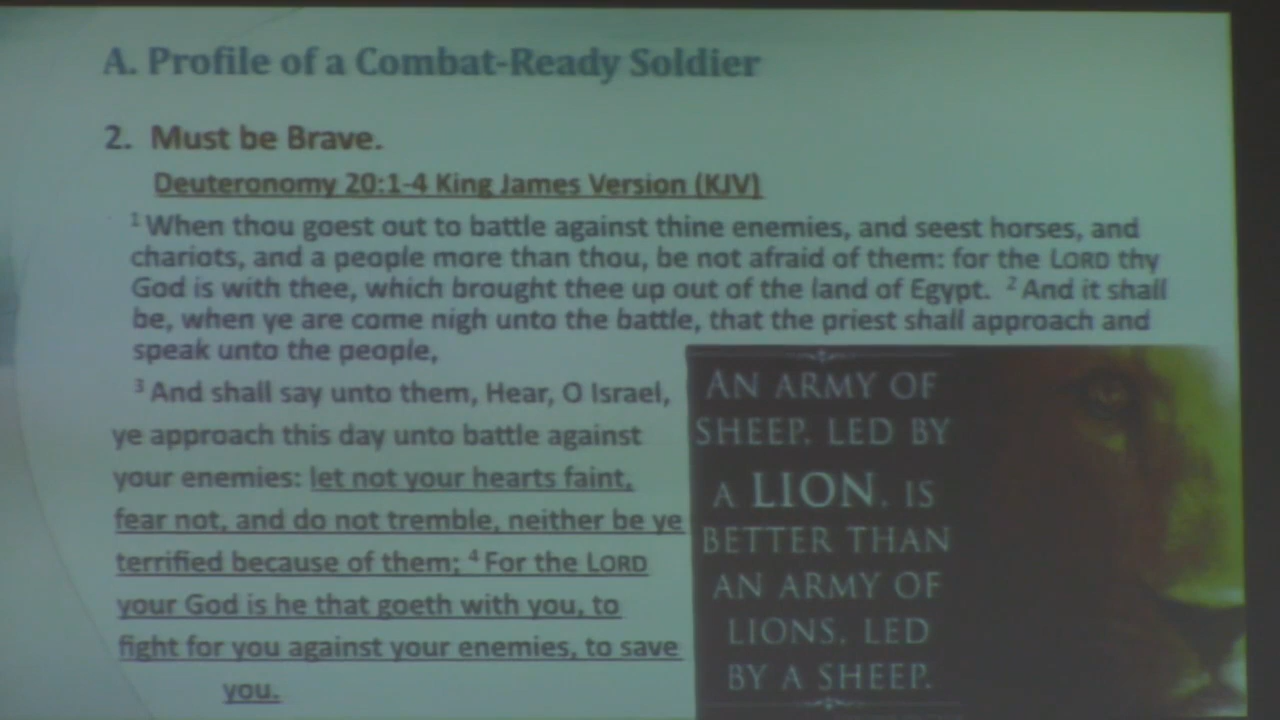 A. Profile of a Combat-Ready Soldier
2. Must be Brave.
Deuteronomy 20:1-4 King James Version (KJV)
1 When thou goest out to battle against thine enemies, and seest horses, and
chariots, and a people more than thou, be not afraid of them: for the LORD thy
God is with thee, which brought thee up out of the land of Egypt. 2 And it shall
be, when ye are come nigh unto the battle, that the priest shall approach and
speak unto the people,
3 And shall say unto them, Hear, O Israel,
ye approach this day unto battle against
your enemies: let not your hearts faint,
fear not, and do not tremble, neither be ye
terrified because of them; 4 For the LORD
your God is he that goeth with you, to
fight for you against your enemies, to save
you.
AN ARMY OF
SHEEP, LED BY
A LION, IS
BETTER THAN
AN ARMY OF
LIONS, LED
BY A SHEEP.